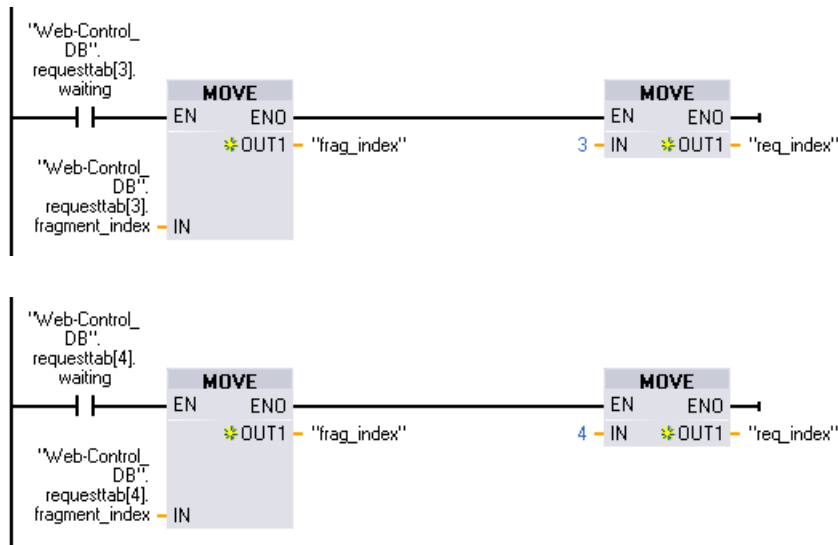 "Web-Control_
DB".
requesttab[3].
waiting
MOVE
EN ENO
OUT1 "frag_index"
"Web-Control_
DB".
requesttab[3].
fragment_index IN
MOVE
EN ENO
3 IN OUT1 "req_index"
"Web-Control_
DB".
requesttab[4].
waiting
MOVE
EN ENO
OUT1 "frag_index"
"Web-Control_
DB".
requesttab[4].
fragment_index IN
MOVE
EN ENO
4 IN OUT1 "req_index"